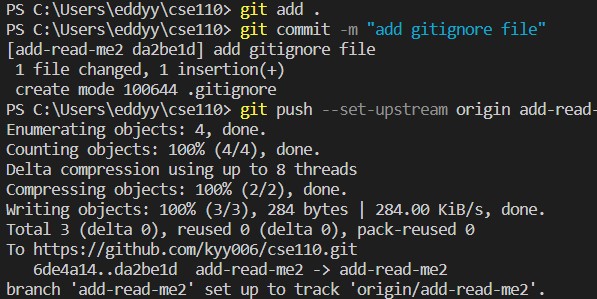 PS C:\Users\eddyy\cse110> git add .
PS C:\Users\eddyy\cse110> git commit -m "add gitignore file"
[add-read-me2 da2be1d] add gitignore file
 1 file changed, 1 insertion(+)
 create mode 100644 .gitignore
PS C:\Users\eddyy\cse110> git push --set-upstream origin add-read-
Enumerating objects: 4, done.
Counting objects: 100% (4/4), done.
Delta compression using up to 8 threads
Compressing objects: 100% (2/2), done.
Writing objects: 100% (3/3), 284 bytes | 284.00 KiB/s, done.
Total 3 (delta 0), reused 0 (delta 0), pack-reused 0
To https://github.com/kyy006/cse110.git
   6de4a14..da2be1d  add-read-me2 -> add-read-me2
branch 'add-read-me2' set up to track 'origin/add-read-me2'.